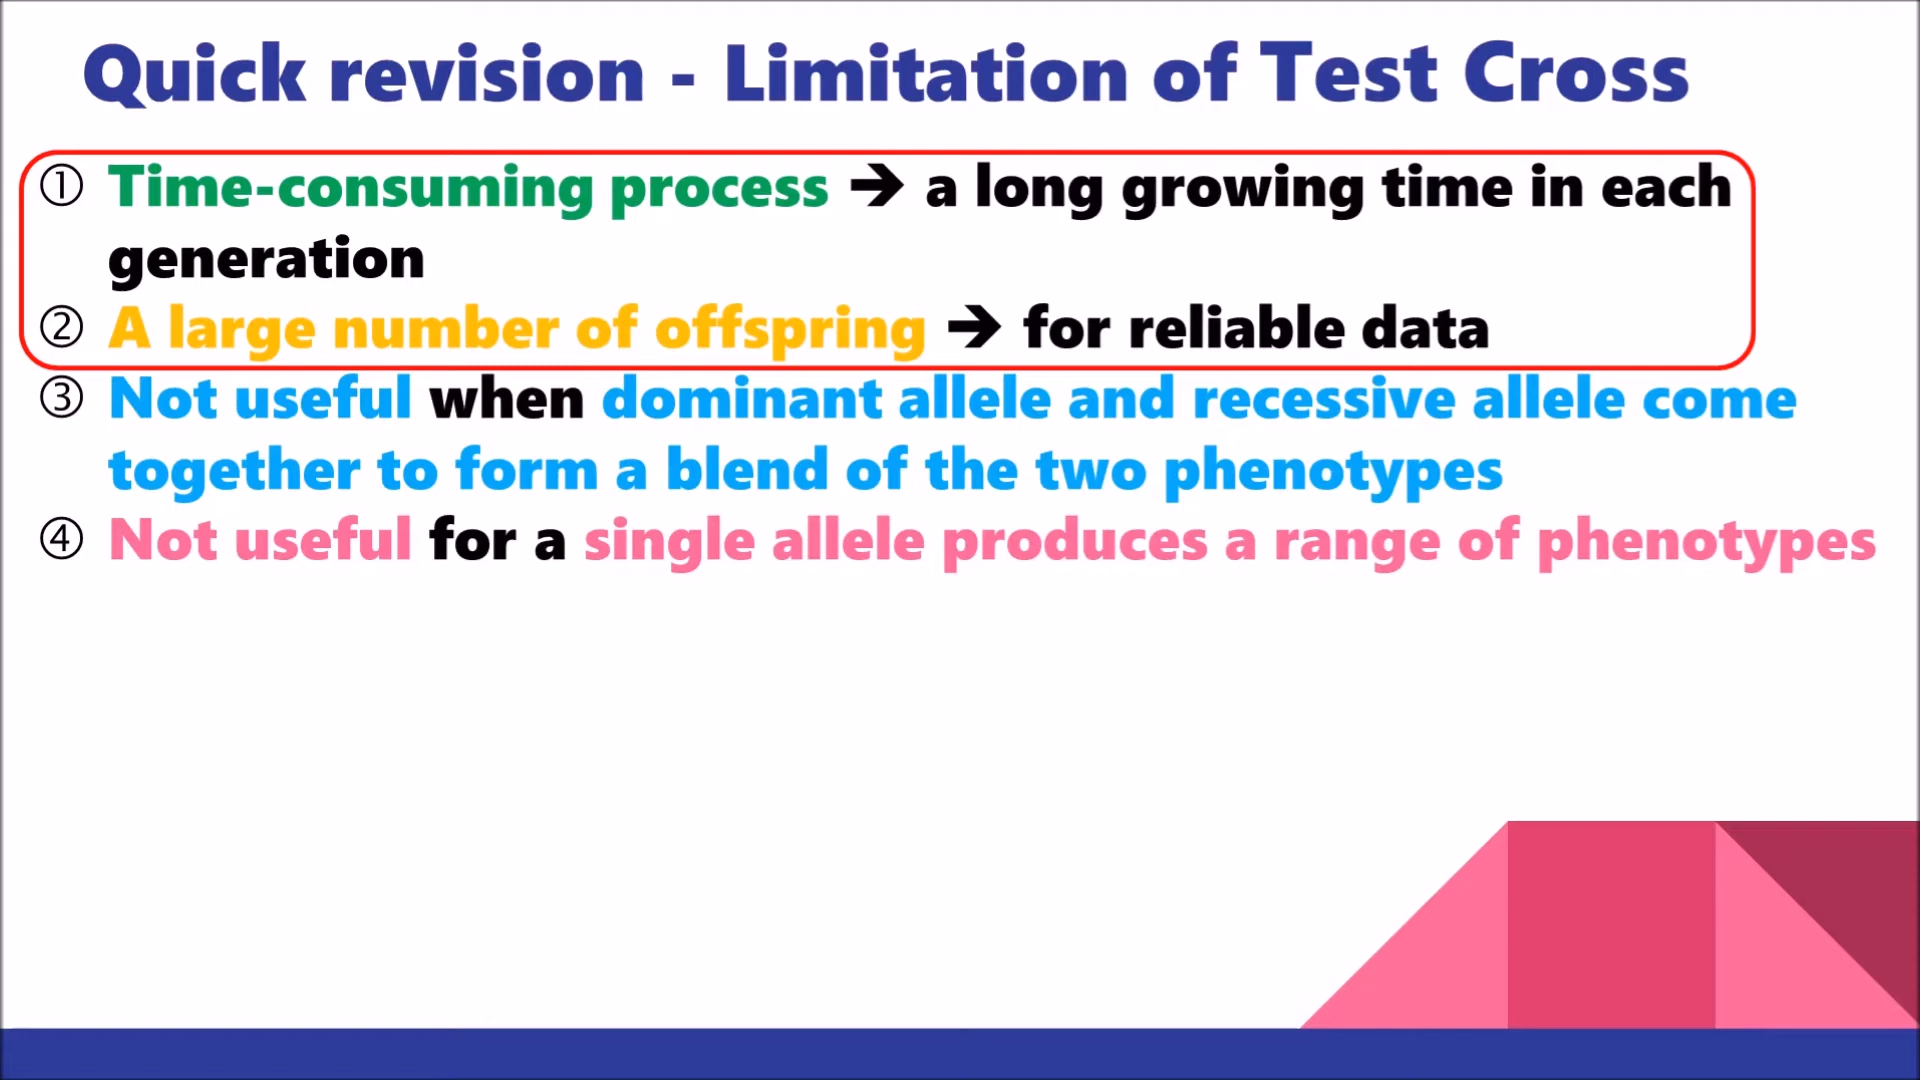 Quick revision - Limitation of Test Cross
① Time-consuming process ➔ a long growing time in each
generation
② A large number of offspring ➔ for reliable data
③ Not useful when dominant allele and recessive allele come
together to form a blend of the two phenotypes
④ Not useful for a single allele produces a range of phenotypes